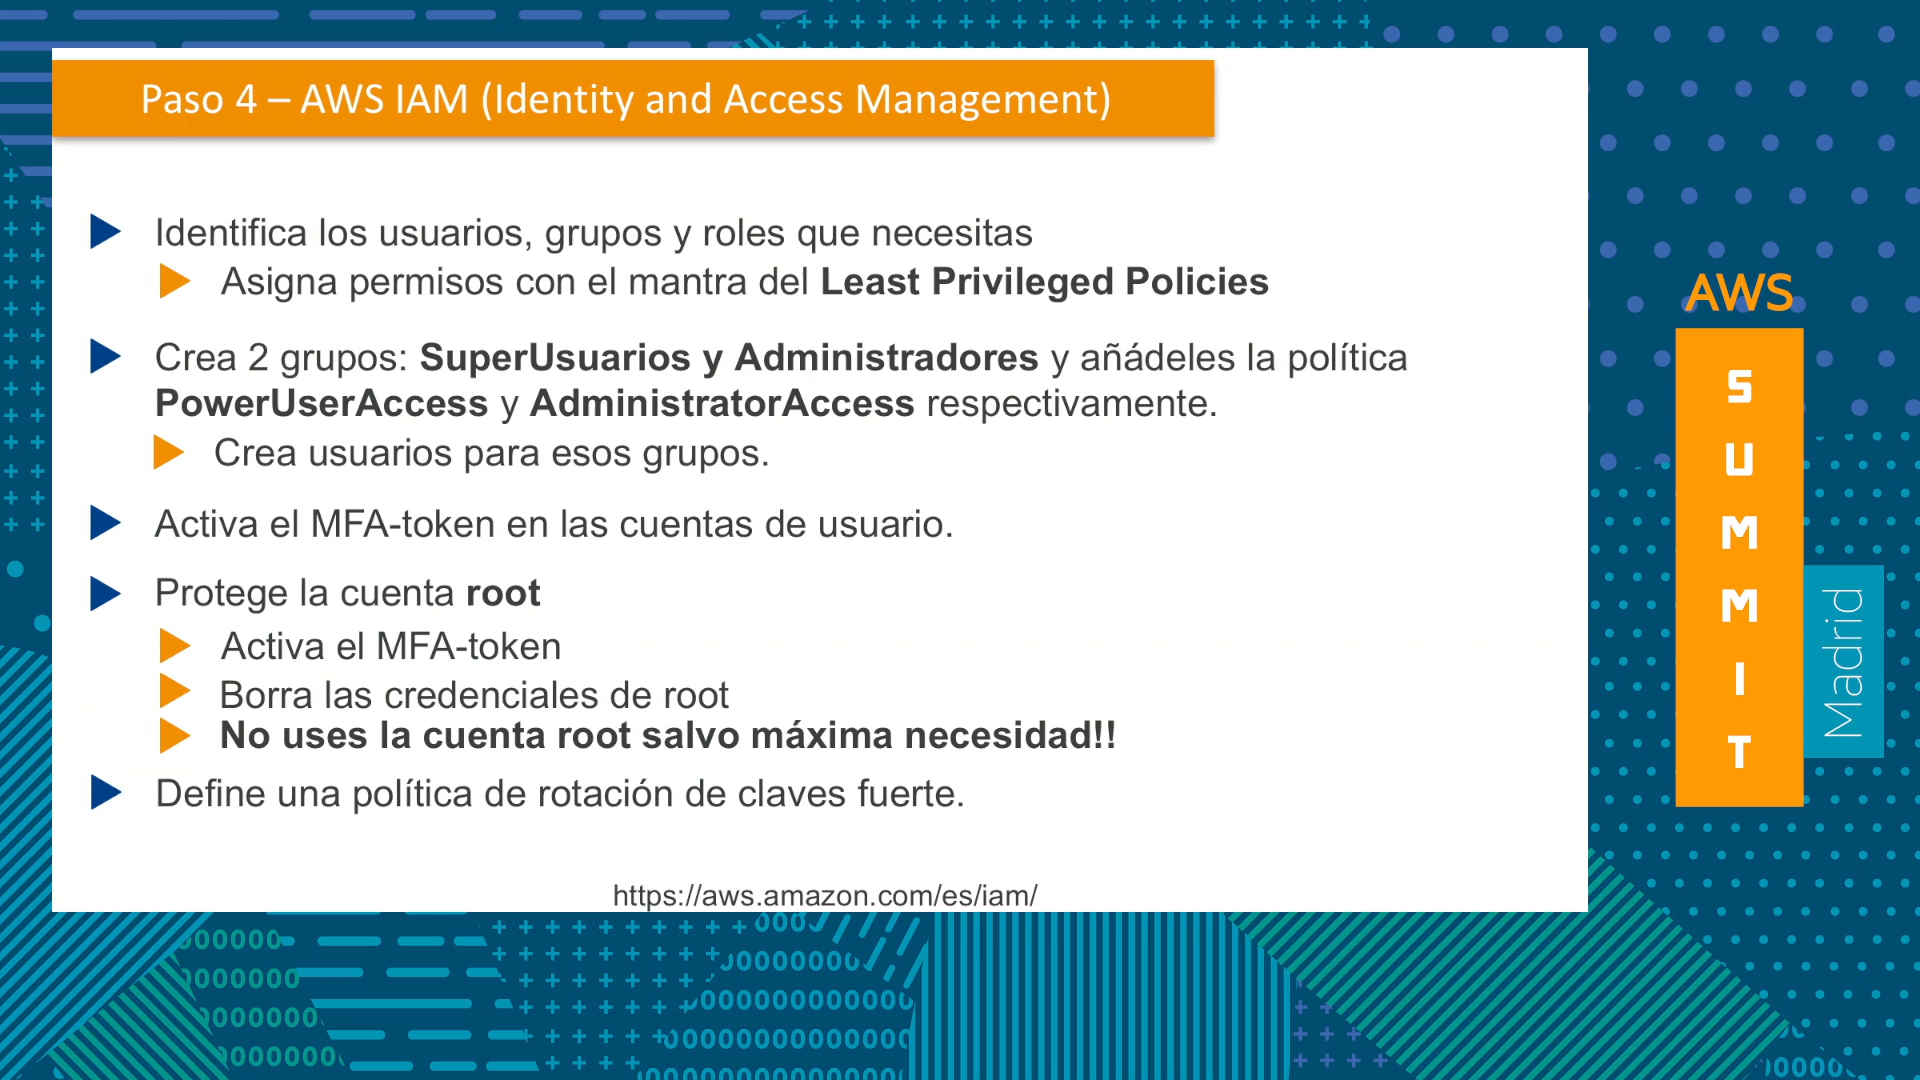 Paso 4 – AWS IAM (Identity and Access Management)
Identifica los usuarios, grupos y roles que necesitas
Asigna permisos con el mantra del Least Privileged Policies
Crea 2 grupos: SuperUsuarios y Administradores y añádeles la política
PowerUserAccess y AdministratorAccess respectivamente.
Crea usuarios para esos grupos.
Activa el MFA-token en las cuentas de usuario.
Protege la cuenta root
Activa el MFA-token
Borra las credenciales de root
No uses la cuenta root salvo máxima necesidad!!
Define una política de rotación de claves fuerte.
https://aws.amazon.com/es/iam/
AWS
SUMMIT
Madrid